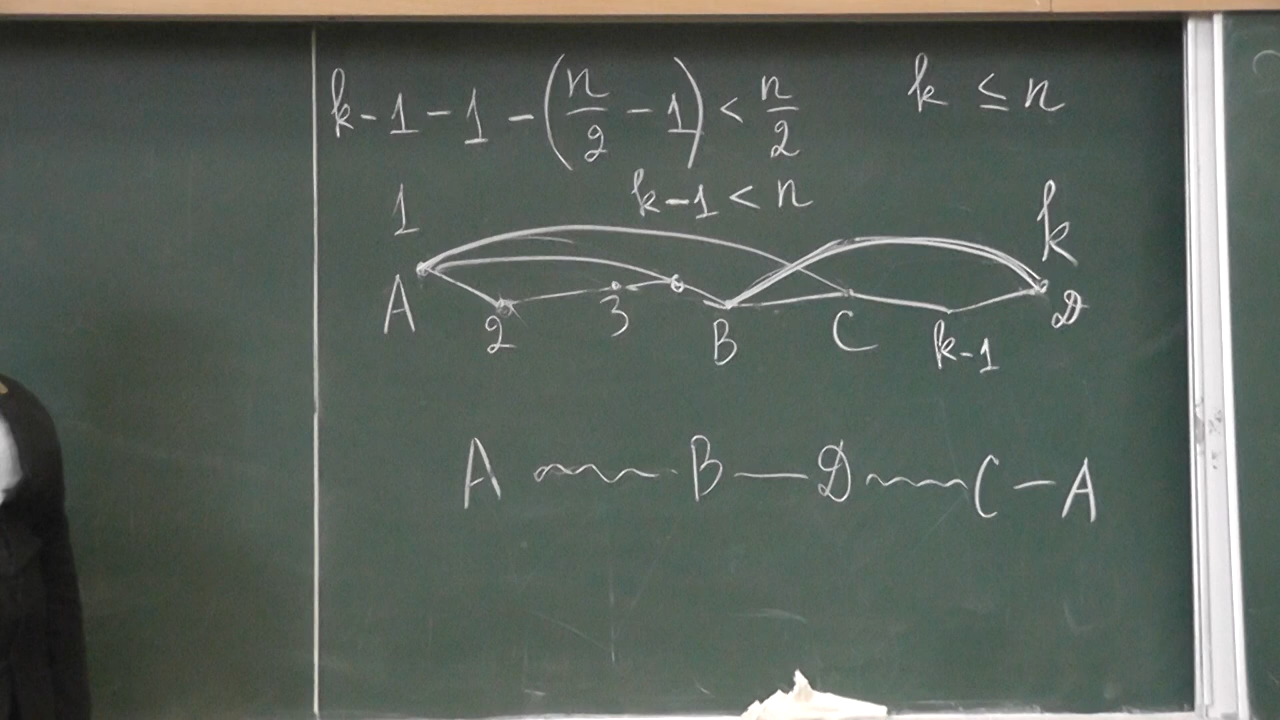 k-1-1-(n/2-1)<n/2 k≤n
k-1<n
1 k
A 2 3 B C k-1 D
A ~ B — D ~ C - A